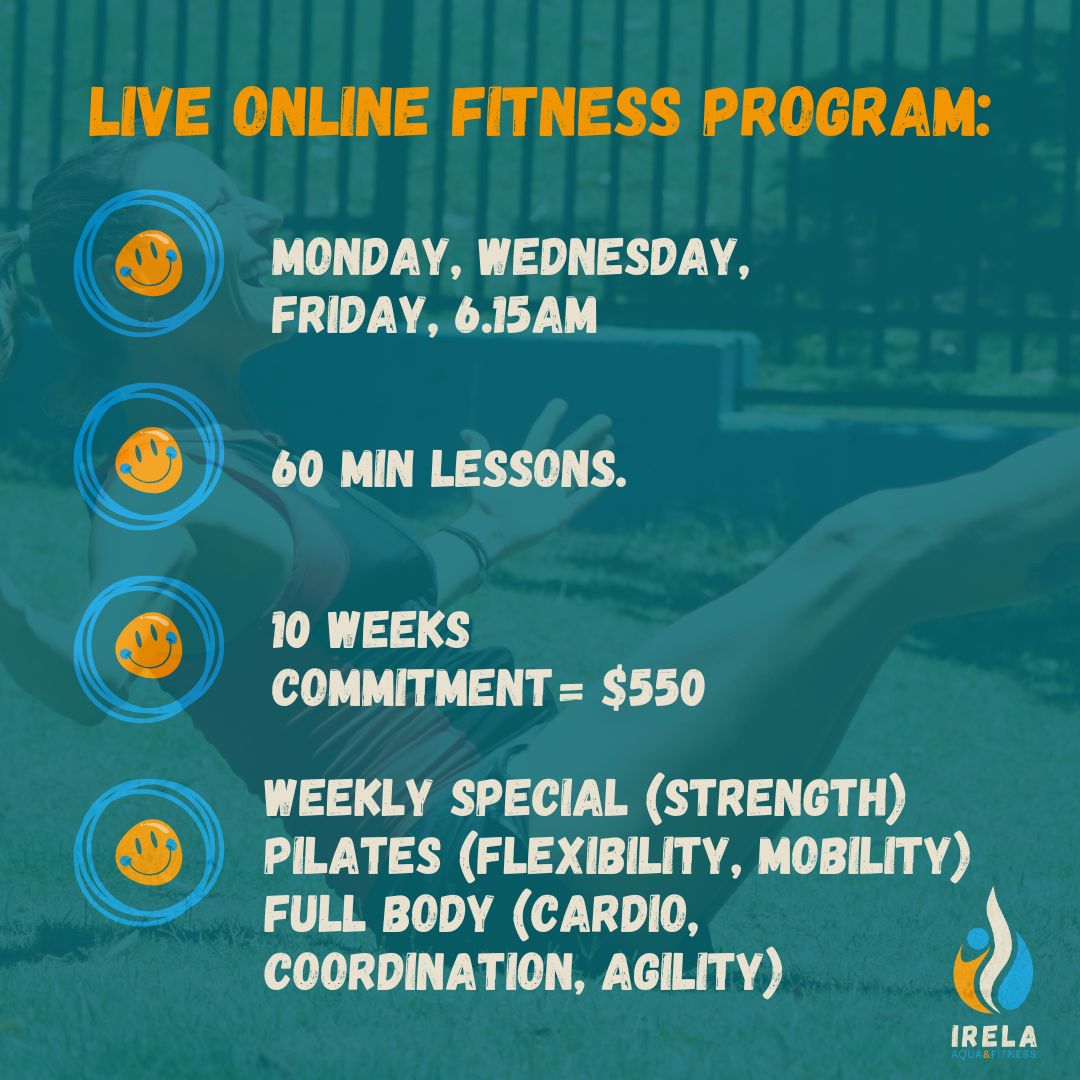 LIVE ONLINE FITNESS PROGRAM:
MONDAY, WEDNESDAY,
FRIDAY, 6.15AM
60 MIN LESSONS.
10 WEEKS
COMMITMENT = $550
WEEKLY SPECIAL (STRENGTH)
PILATES (FLEXIBILITY, MOBILITY)
FULL BODY (CARDIO,
COORDINATION, AGILITY)
IRELA
AQUA&FITNESS